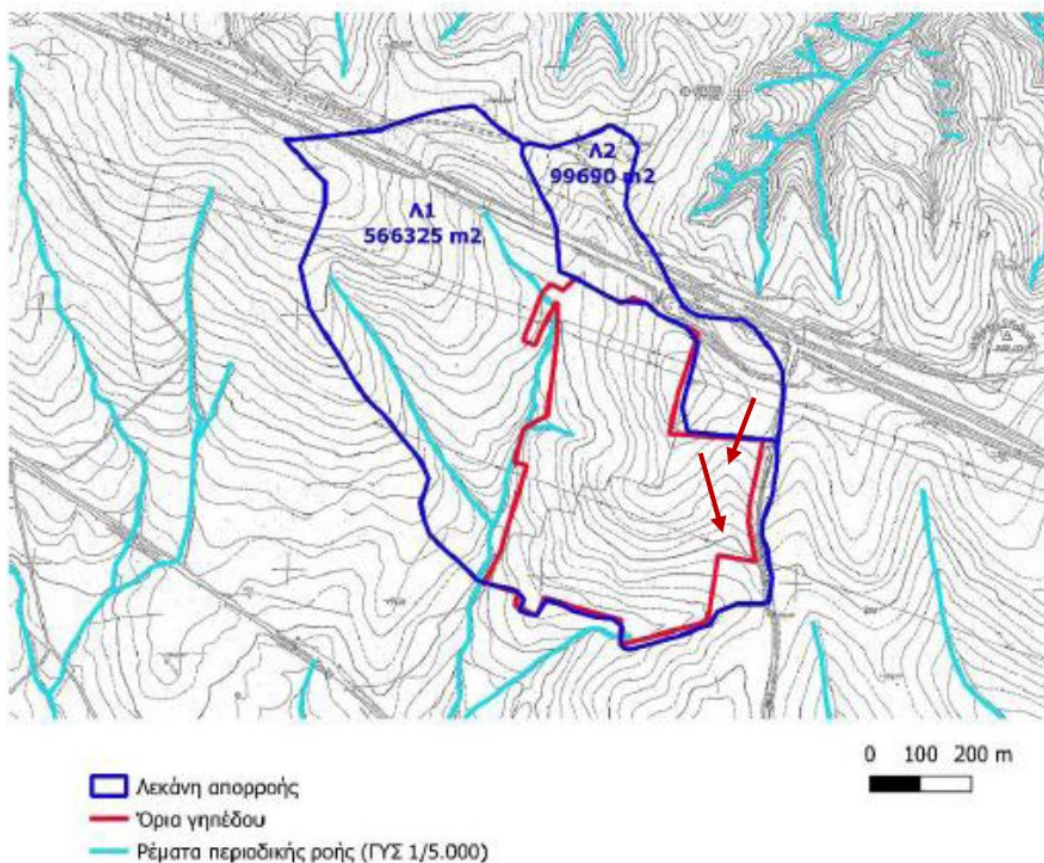 Λ2
99690 m2
Λ1
566325 m2
0 100 200 m
Λεκάνη απορροής
Όρια γηπέδου
Ρέματα περιοδικής ροής (ΓΥΣ 1/5.000)